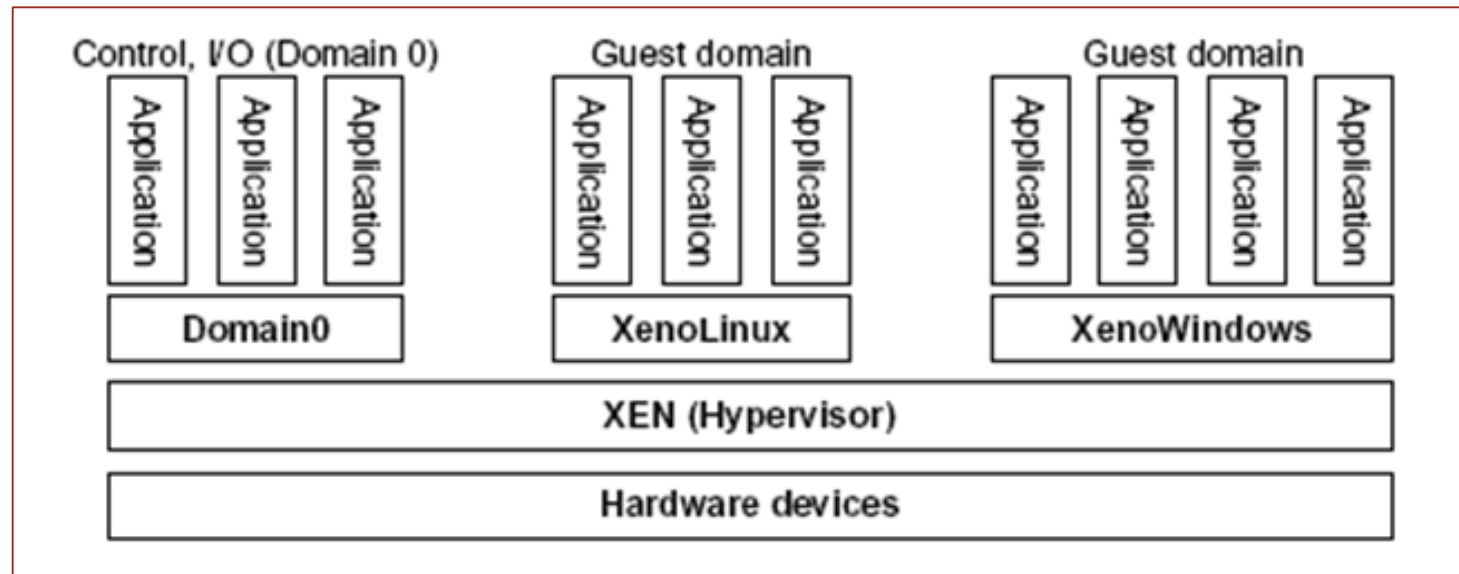 Control, I/O (Domain 0)
Guest domain
Guest domain
Application
Application
Application
Application
Application
Application
Application
Application
Application
Application
Domain0
XenoLinux
XenoWindows
XEN (Hypervisor)
Hardware devices